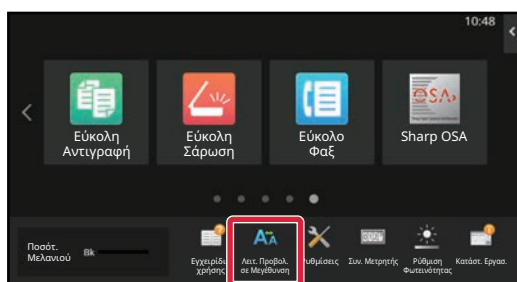 10:48
Εύκολη
Αντιγραφή
Εύκολη
Σάρωση
Εύκολο
Φαξ
OSA
Sharp OSA
Ποσότ.
Μελανιού
Bk
Εγχειρίδι
χρήσης
Λειτ. Προβολ.
σε Μεγέθυνση
Ρυθμίσεις
Συν. Μετρητής
Ρύθμιση
Φωτεινότητας
Κατάστ. Εργασ.